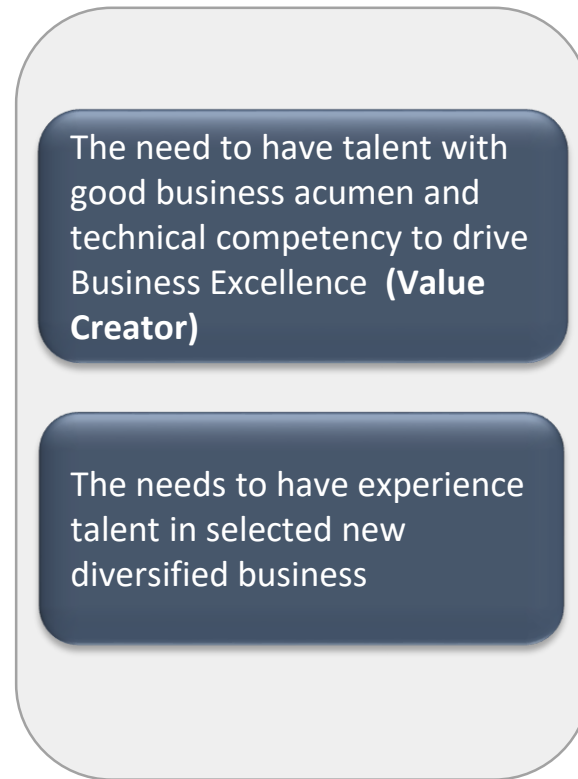 The need to have talent with
good business acumen and
technical competency to drive
Business Excellence  (Value
Creator)
The needs to have experience
talent in selected new
diversified business